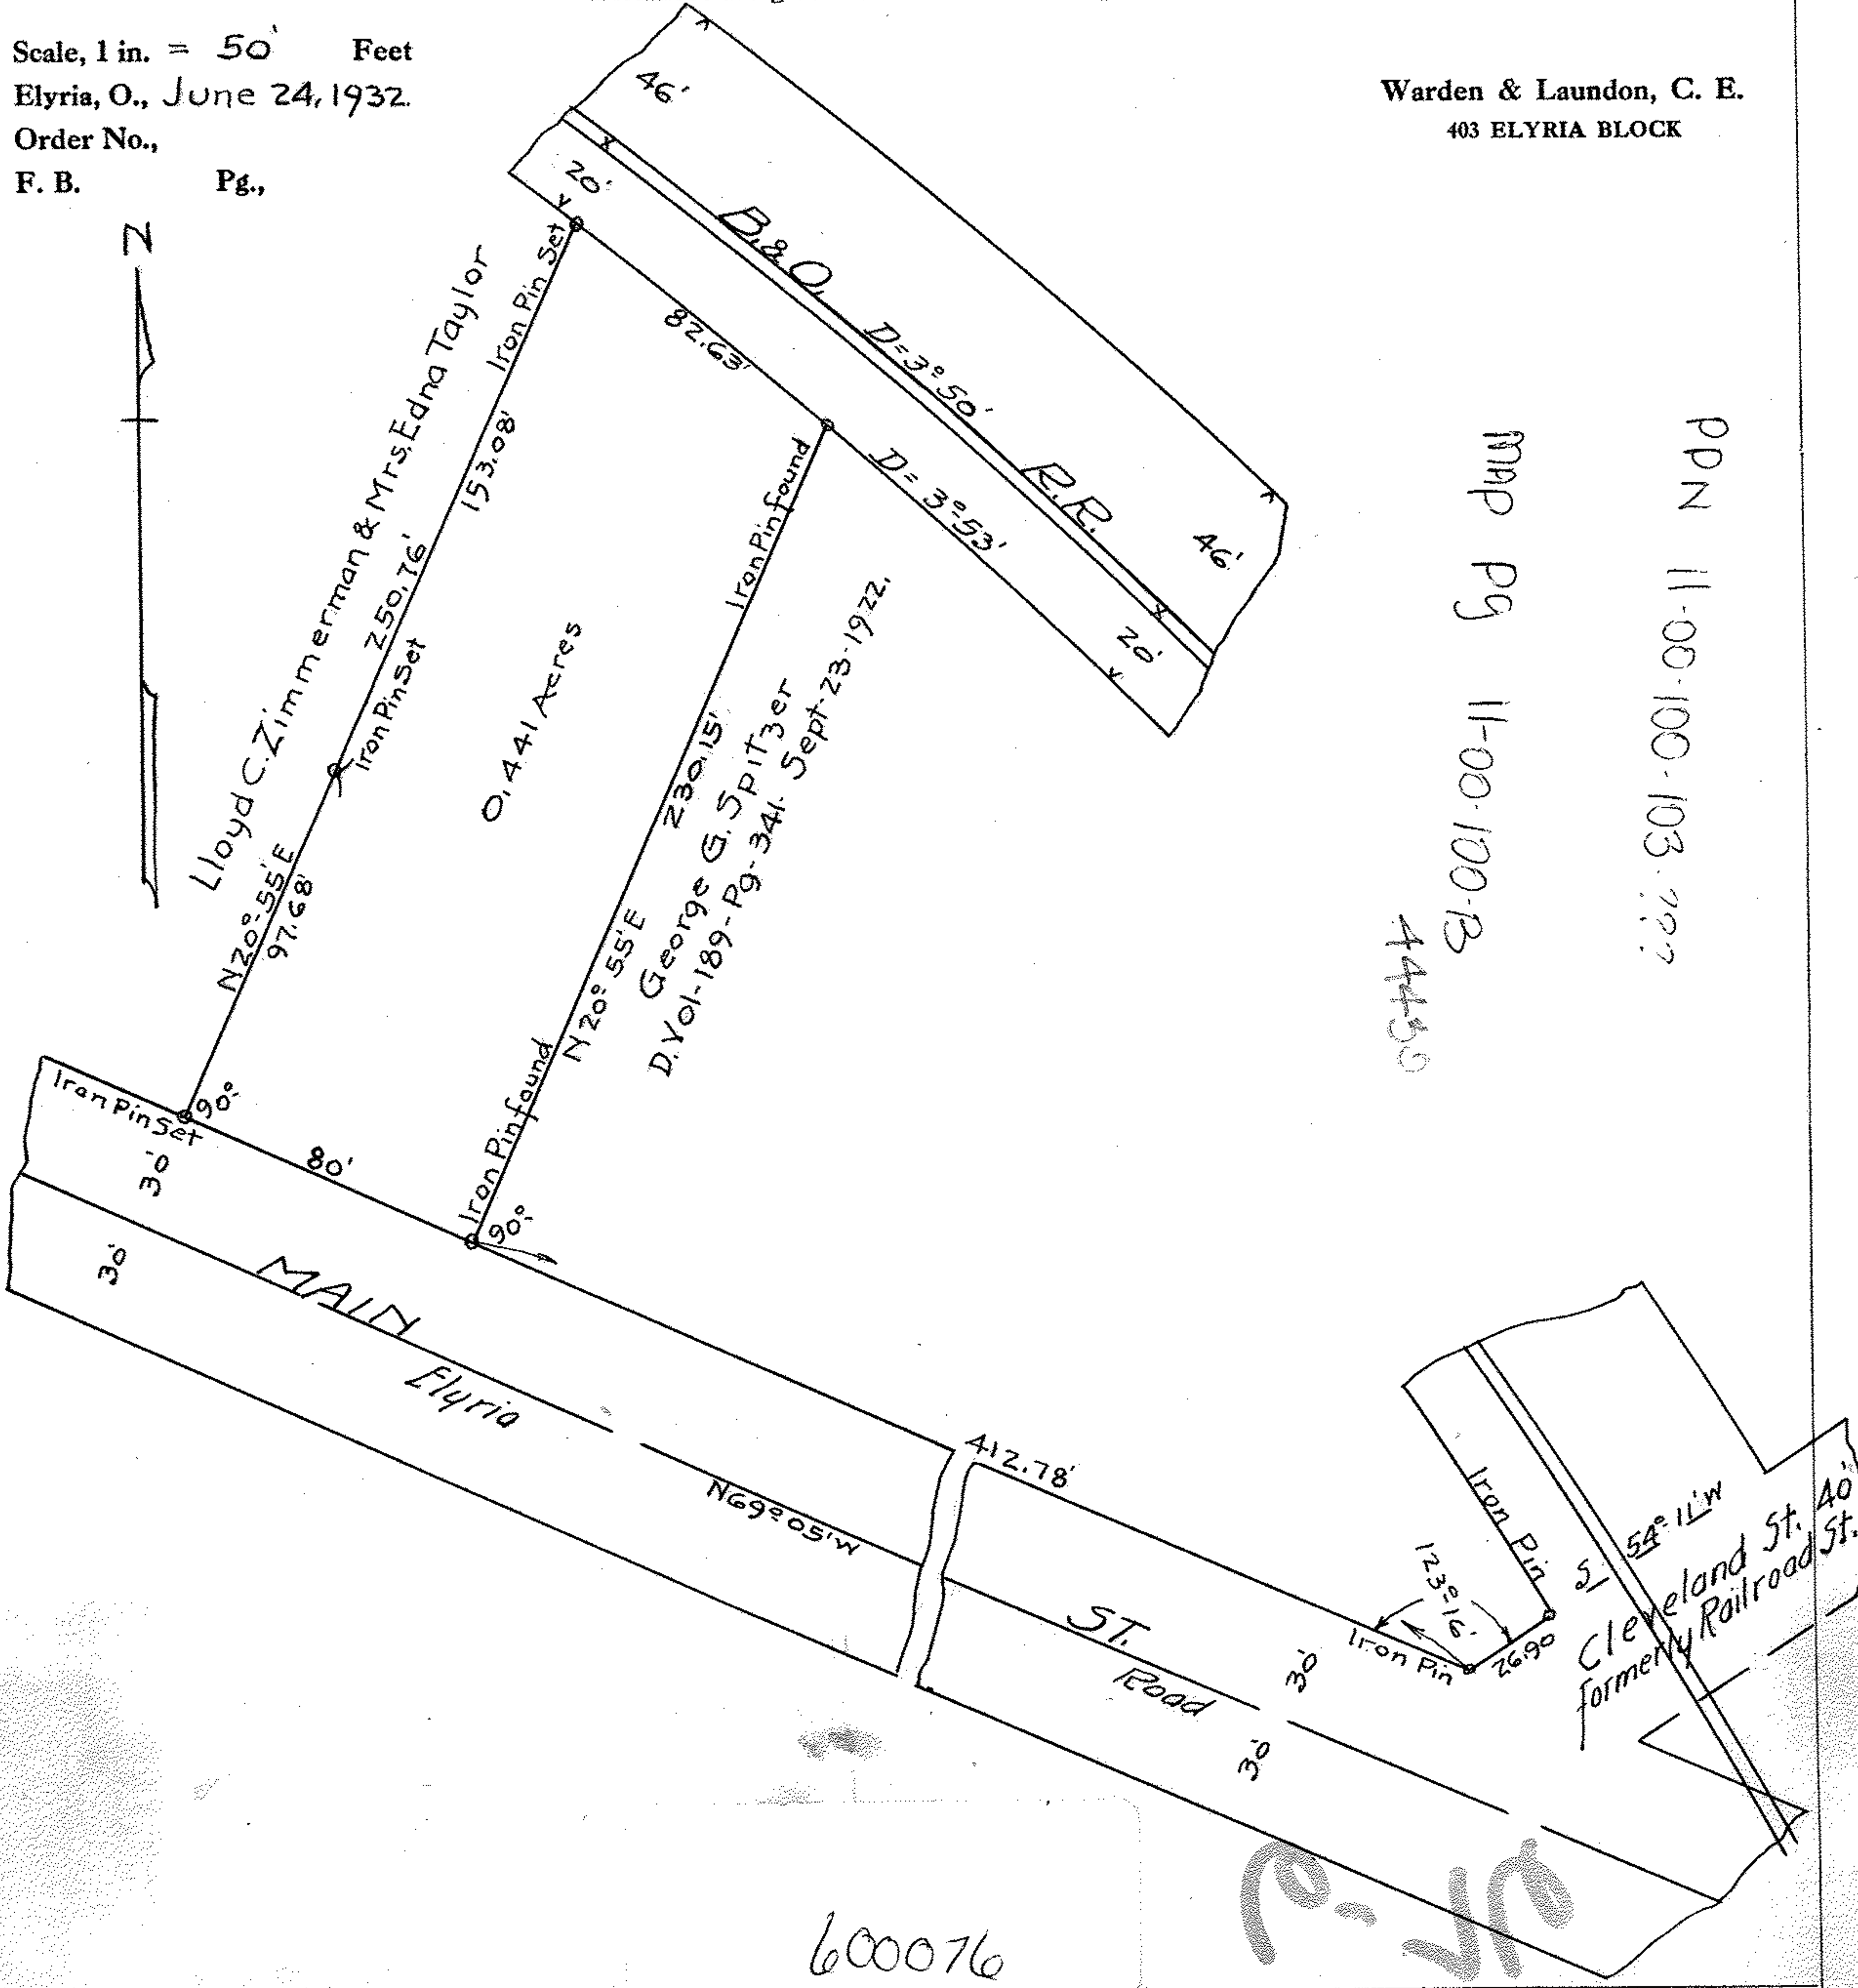 Scale, 1 in. = 50' Feet
Elyria, O., June 24, 1932.
Order No.,
F. B. Pg.,
Warden & Laundon, C. E.
403 ELYRIA BLOCK
N
46'
20'
B.&O. R.R.
D=3°50'
82.63'
D=3°53'
46'
20'
Iron Pin Set
Lloyd C. Zimmerman & Mrs. Edna Taylor
153.08'
250.76'
Iron Pin Set
N20°-55'E
97.68'
0.441 Acres
Iron Pin found
230.15'
N20°-55'E
Iron Pin found
George G. Spitzer
D. Vol-189-Pg-341- Sept-23-1922.
PPN 11-00-100-103-???
map pg 11-00-100-B
Iron Pin Set
90°-
80'
90°-
30'
30'
MAIN ST.
Elyria Road
N69°05'W
412.78'
30'
30'
Iron Pin
123°-16'
26.90
Iron Pin
S 54°-11'W
Cleveland St. 40'
formerly Railroad St.
600076